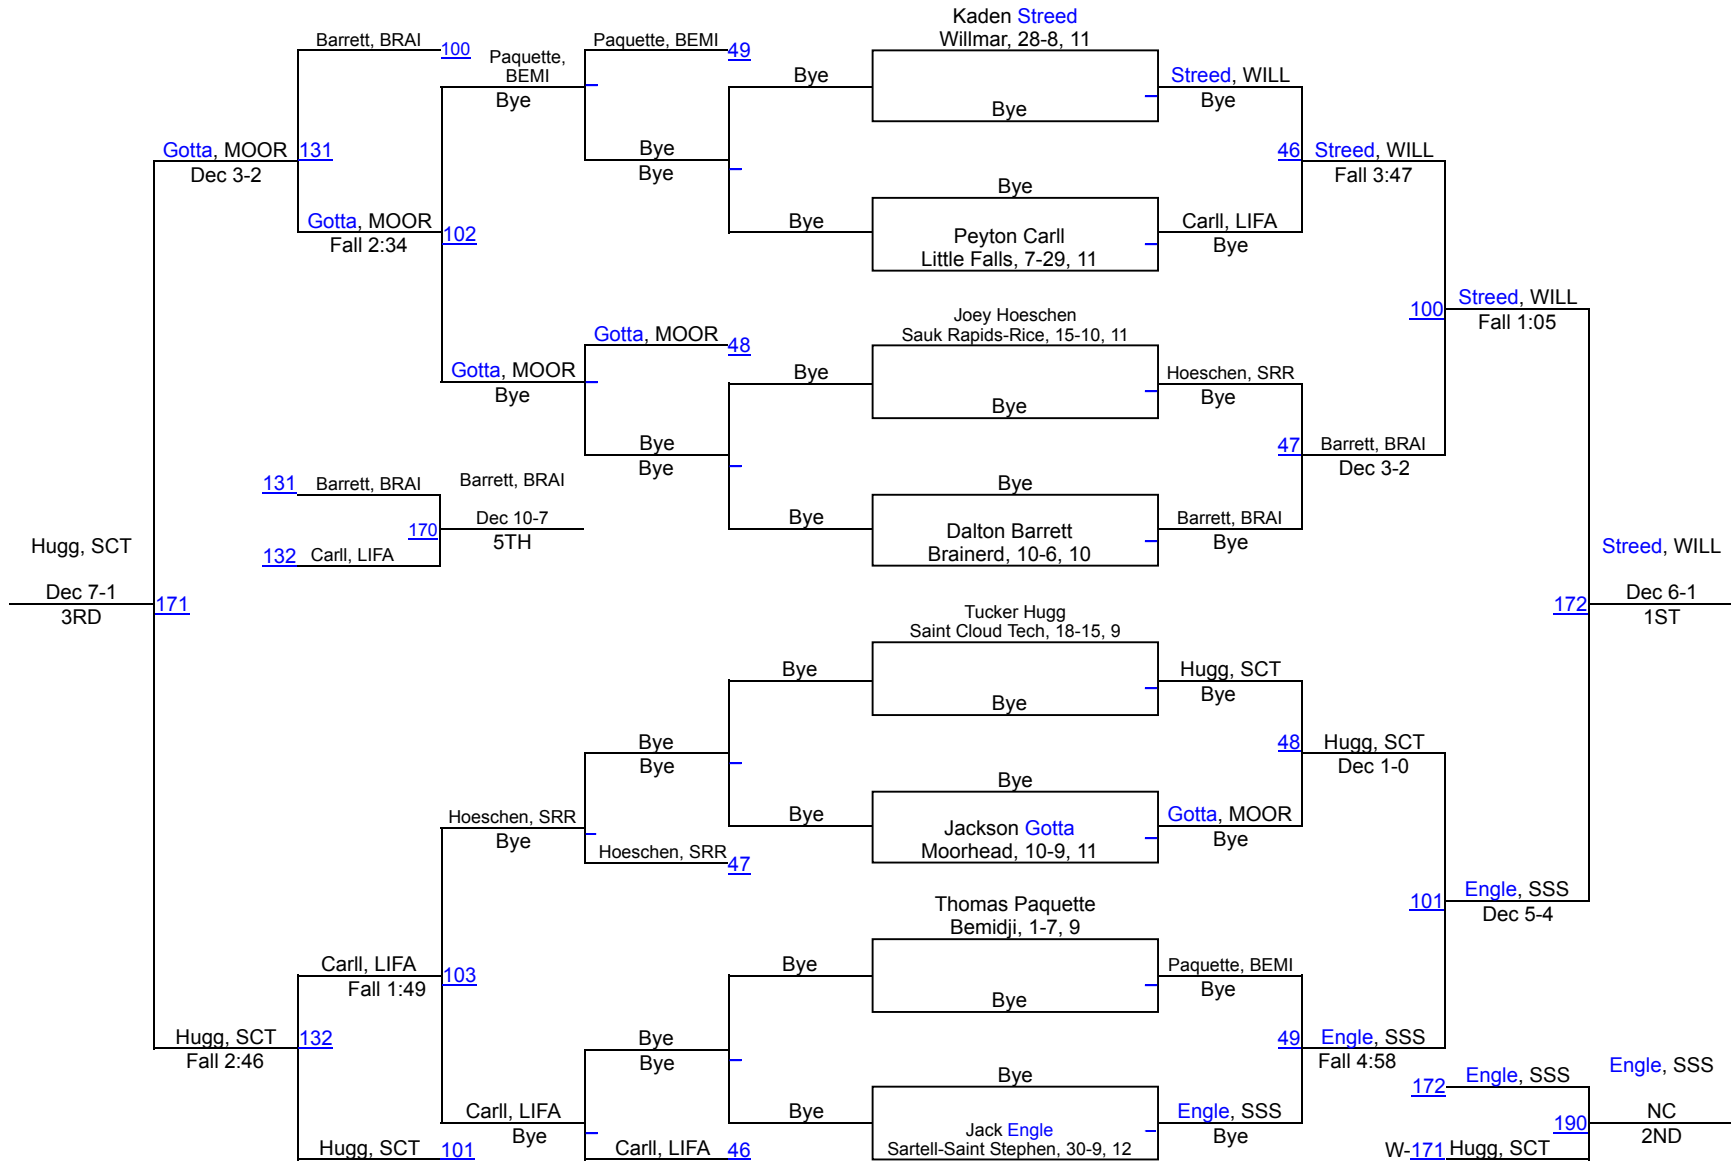 Kaden Streed
Willmar, 28-8, 11
Bye
Bye
Peyton Carll
Little Falls, 7-29, 11
Joey Hoeschen
Sauk Rapids-Rice, 15-10, 11
Bye
Bye
Dalton Barrett
Brainerd, 10-6, 10
Tucker Hugg
Saint Cloud Tech, 18-15, 9
Bye
Bye
Jackson Gotta
Moorhead, 10-9, 11
Thomas Paquette
Bemidji, 1-7, 9
Bye
Bye
Jack Engle
Sartell-Saint Stephen, 30-9, 12
Streed, WILL
Bye
Carll, LIFA
Bye
Hoeschen, SRR
Bye
Barrett, BRAI
Bye
Hugg, SCT
Bye
Gotta, MOOR
Bye
Paquette, BEMI
Bye
Engle, SSS
Bye
46 Streed, WILL
Fall 3:47
47 Barrett, BRAI
Dec 3-2
48 Hugg, SCT
Dec 1-0
49 Engle, SSS
Fall 4:58
100 Streed, WILL
Fall 1:05
101 Engle, SSS
Dec 5-4
Streed, WILL
172 Dec 6-1
1ST
172 Engle, SSS
W-171 Hugg, SCT
190
Engle, SSS
NC
2ND
Bye
Bye
Bye
Bye
Bye
Bye
Bye
Bye
Paquette, BEMI 49
Bye
Bye
Gotta, MOOR 48
Bye
Bye
Bye
Bye
Hoeschen, SRR 47
Bye
Bye
Carll, LIFA 46
Paquette,
BEMI
Bye
Gotta, MOOR
Bye
Hoeschen, SRR
Bye
Carll, LIFA
Bye
Barrett, BRAI 100
Gotta, MOOR 102
Fall 2:34
Carll, LIFA 103
Fall 1:49
Hugg, SCT 101
Gotta, MOOR 131
Dec 3-2
Hugg, SCT 132
Fall 2:46
131 Barrett, BRAI
132 Carll, LIFA
170
Barrett, BRAI
Dec 10-7
5TH
Hugg, SCT
Dec 7-1 171
3RD